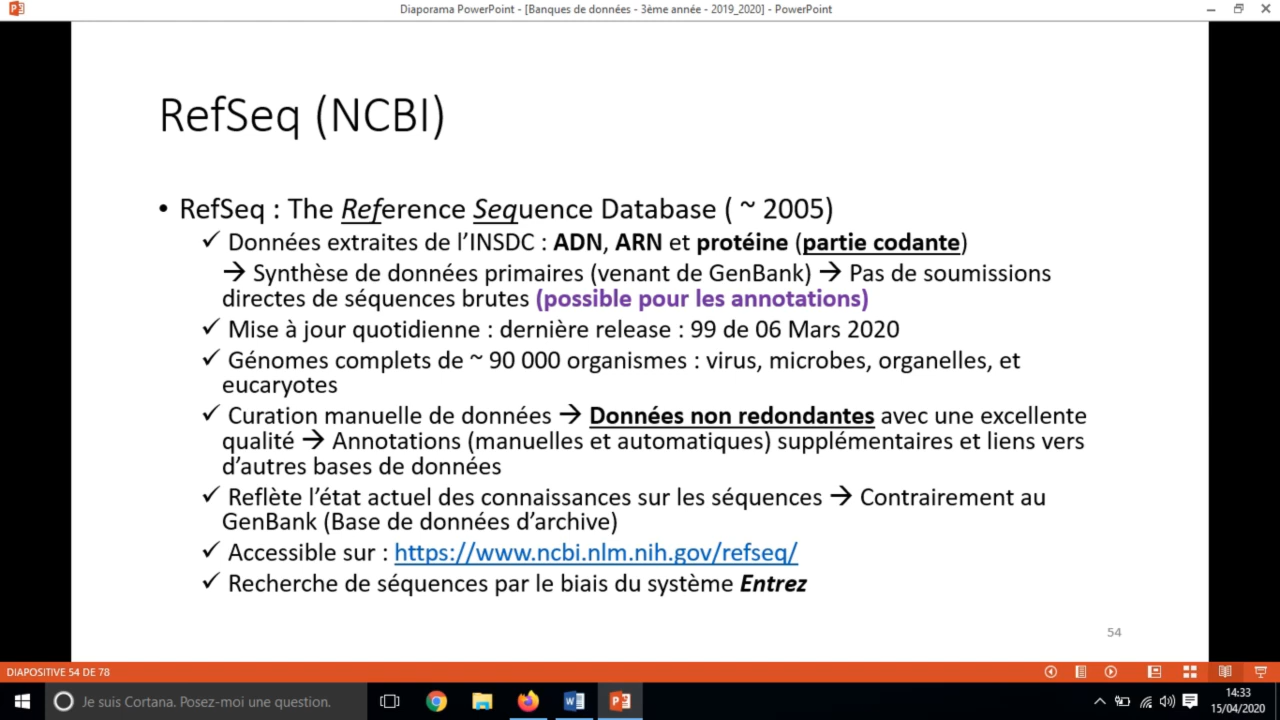 Diaporama PowerPoint - [Banques de données - 3ème année - 2019_2020] - PowerPoint
RefSeq (NCBI)
• RefSeq : The Reference Sequence Database ( ~ 2005)
✓ Données extraites de l’INSDC : ADN, ARN et protéine (partie codante)
→ Synthèse de données primaires (venant de GenBank) → Pas de soumissions
directes de séquences brutes (possible pour les annotations)
✓ Mise à jour quotidienne : dernière release : 99 de 06 Mars 2020
✓ Génomes complets de ~ 90 000 organismes : virus, microbes, organelles, et
eucaryotes
✓ Curation manuelle de données → Données non redondantes avec une excellente
qualité → Annotations (manuelles et automatiques) supplémentaires et liens vers
d’autres bases de données
✓ Reflète l’état actuel des connaissances sur les séquences → Contrairement au
GenBank (Base de données d’archive)
✓ Accessible sur : https://www.ncbi.nlm.nih.gov/refseq/
✓ Recherche de séquences par le biais du système Entrez
54
DIAPOSITIVE 54 DE 78
Je suis Cortana. Posez-moi une question.
14:33
15/04/2020